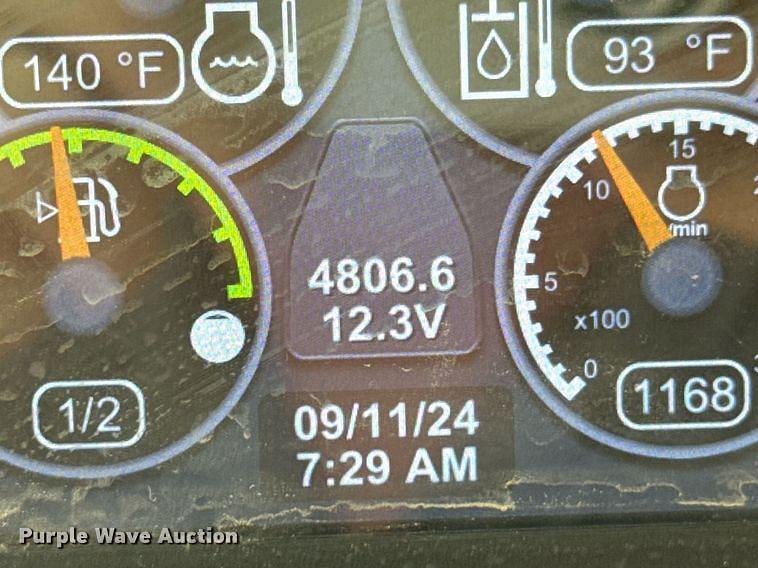 140 °F
93 °F
15
10
/min
5
x100
0
4806.6
12.3V
1/2
1168
09/11/24
7:29 AM
Purple Wave Auction